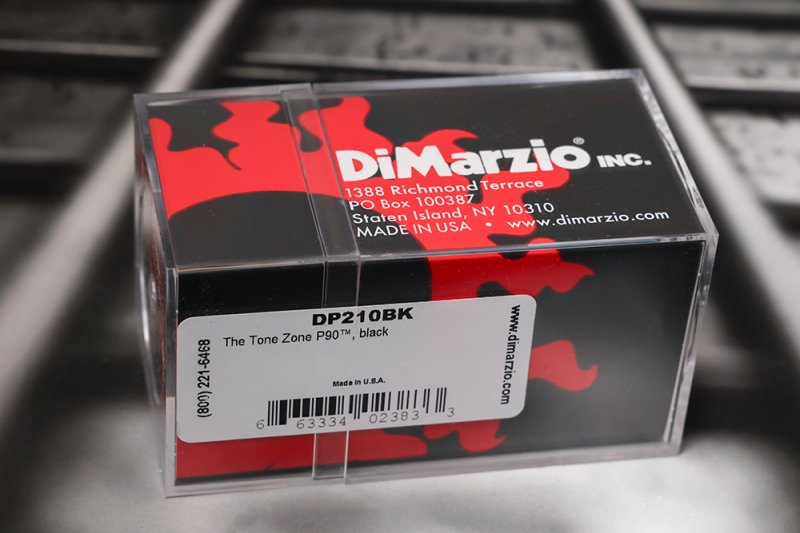 DiMarzio® INC.
1388 Richmond Terrace
PO Box 100387
Staten Island, NY 10310
MADE IN USA • www.dimarzio.com
DP210BK
The Tone Zone P90™, black
(800) 221-6468
www.dimarzio.com
Made in U.S.A.
6 63334 02383 3